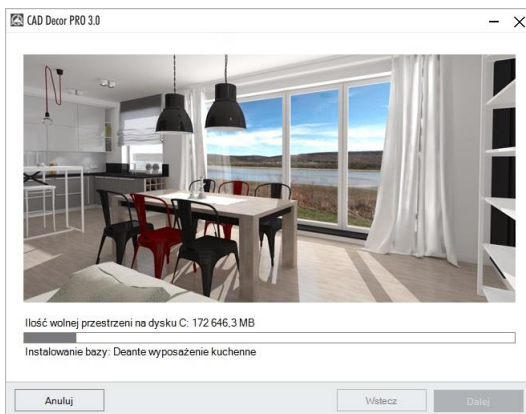 CAD Decor PRO 3.0
Ilość wolnej przestrzeni na dysku C: 172 646,3 MB
Instalowanie bazy: Deante wyposażenie kuchenne
Anuluj
Wstecz
Dalej